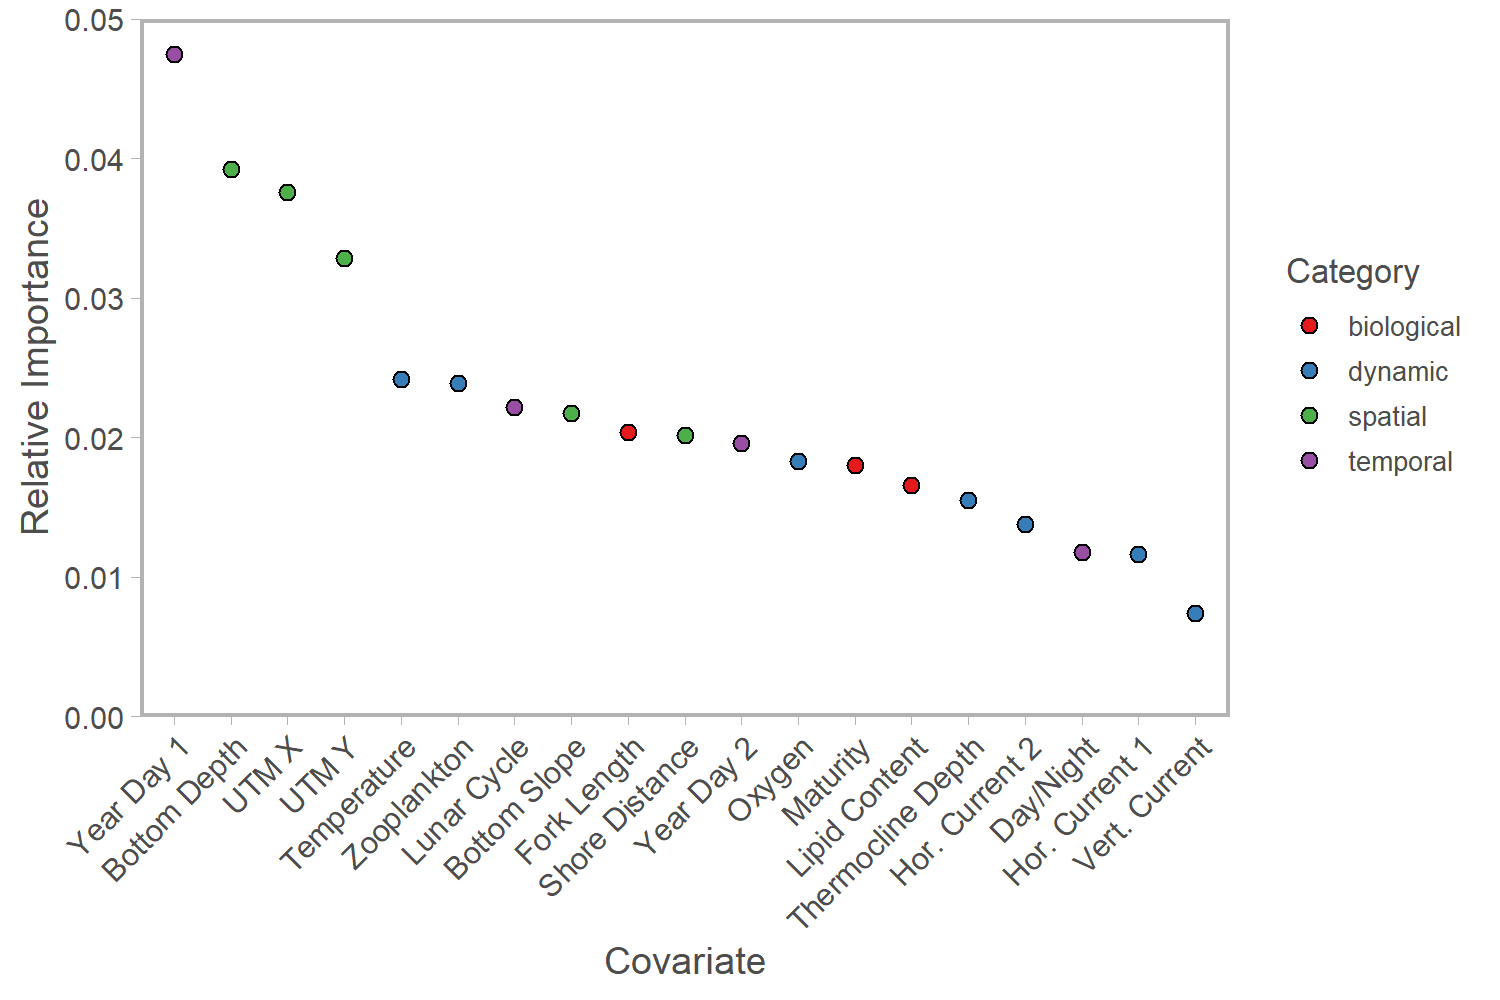 0.05
0.04
0.03
0.02
0.01
0.00
Relative Importance
Year Day 1
Bottom Depth
UTM X
UTM Y
Temperature
Zooplankton
Lunar Cycle
Bottom Slope
Fork Length
Shore Distance
Year Day 2
Oxygen
Maturity
Lipid Content
Thermocline Depth
Hor. Current 2
Day/Night
Hor. Current 1
Vert. Current
Covariate
Category
biological
dynamic
spatial
temporal